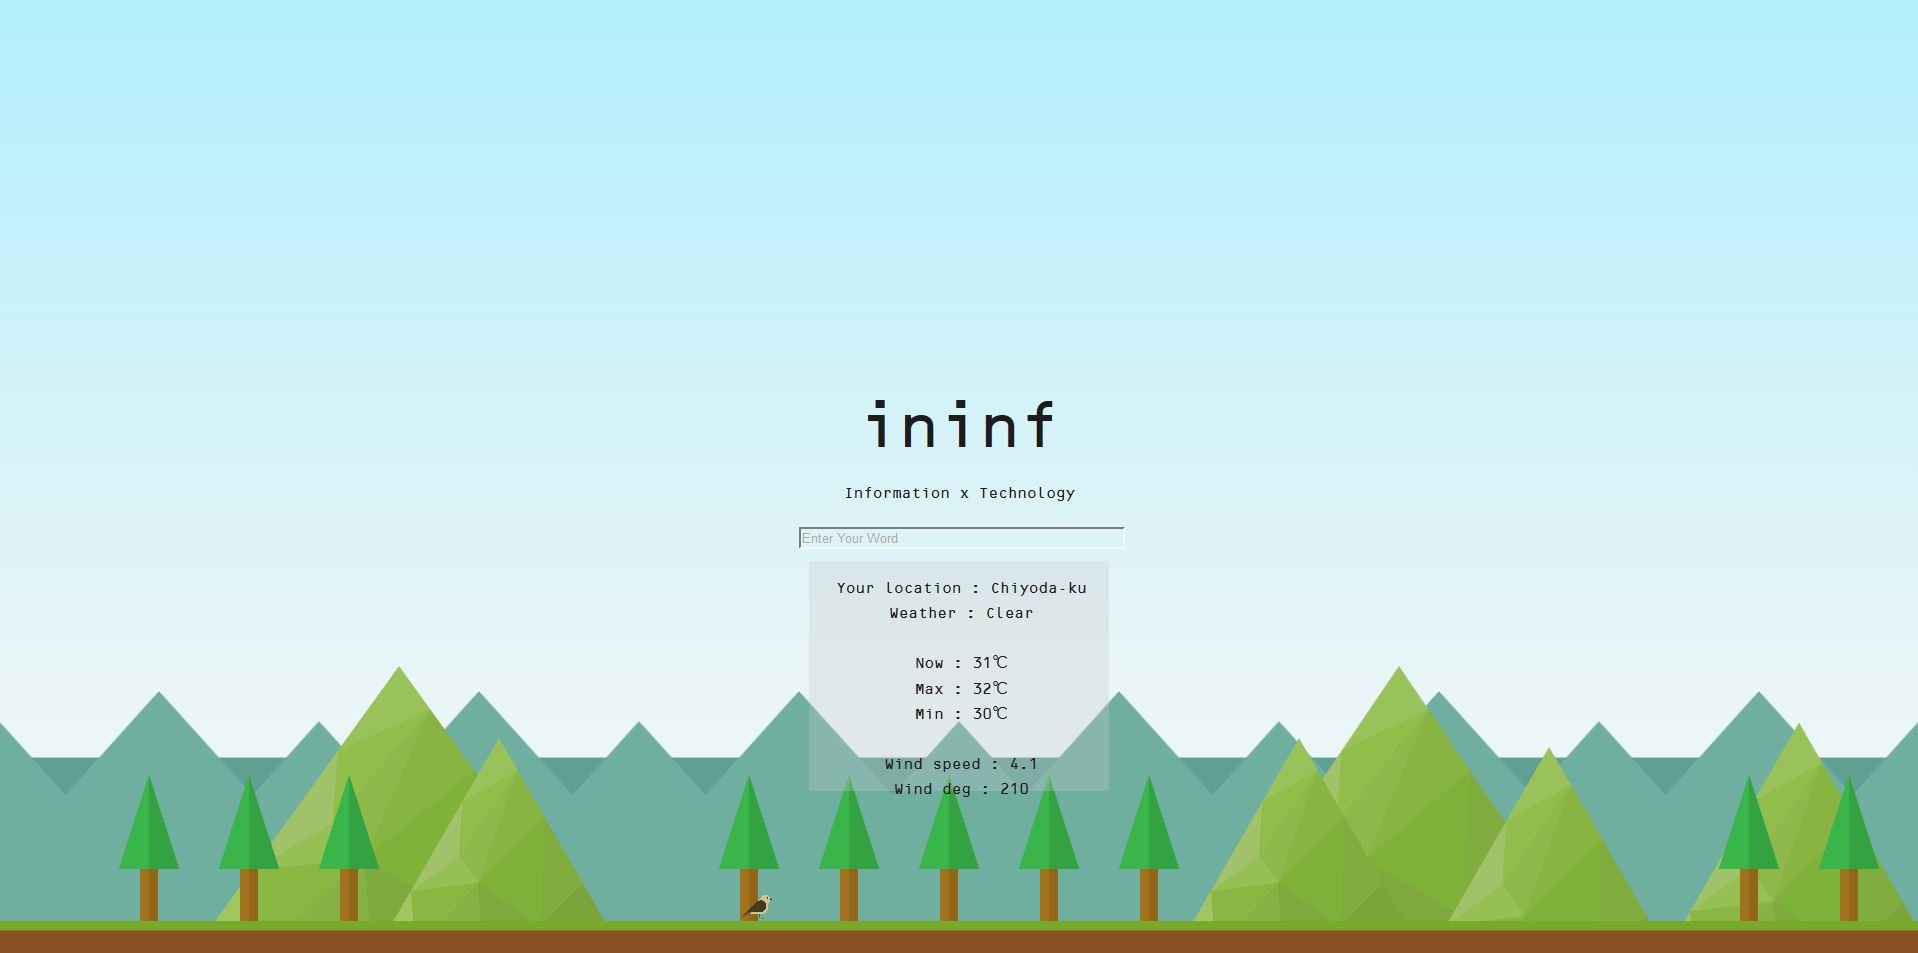 ininf
Information x Technology
Enter Your Word
Your location : Chiyoda-ku
Weather : Clear
Now : 31℃
Max : 32℃
Min : 30℃
Wind speed : 4.1
Wind deg : 210